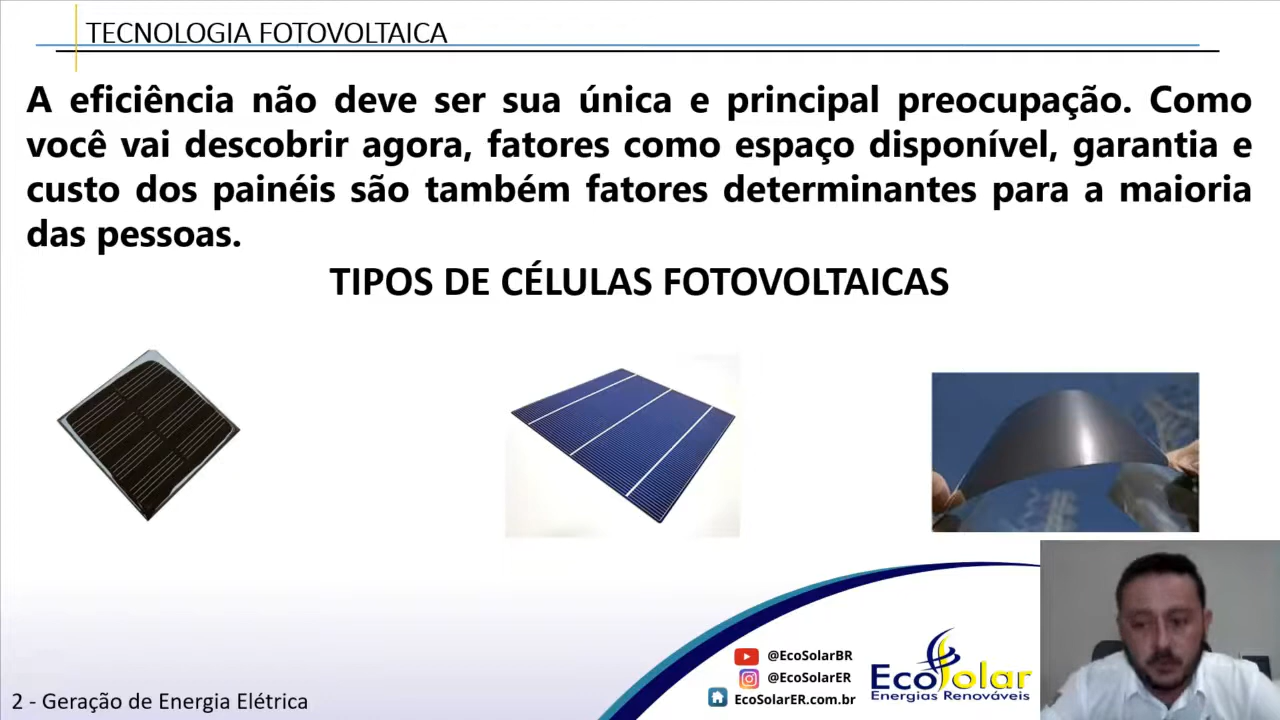 TECNOLOGIA FOTOVOLTAICA
A eficiência não deve ser sua única e principal preocupação. Como
você vai descobrir agora, fatores como espaço disponível, garantia e
custo dos painéis são também fatores determinantes para a maioria
das pessoas.
TIPOS DE CÉLULAS FOTOVOLTAICAS
@EcoSolarBR
@EcoSolarER
EcoSolarER.com.br
EcoSolar
Energias Renováveis
2 - Geração de Energia Elétrica